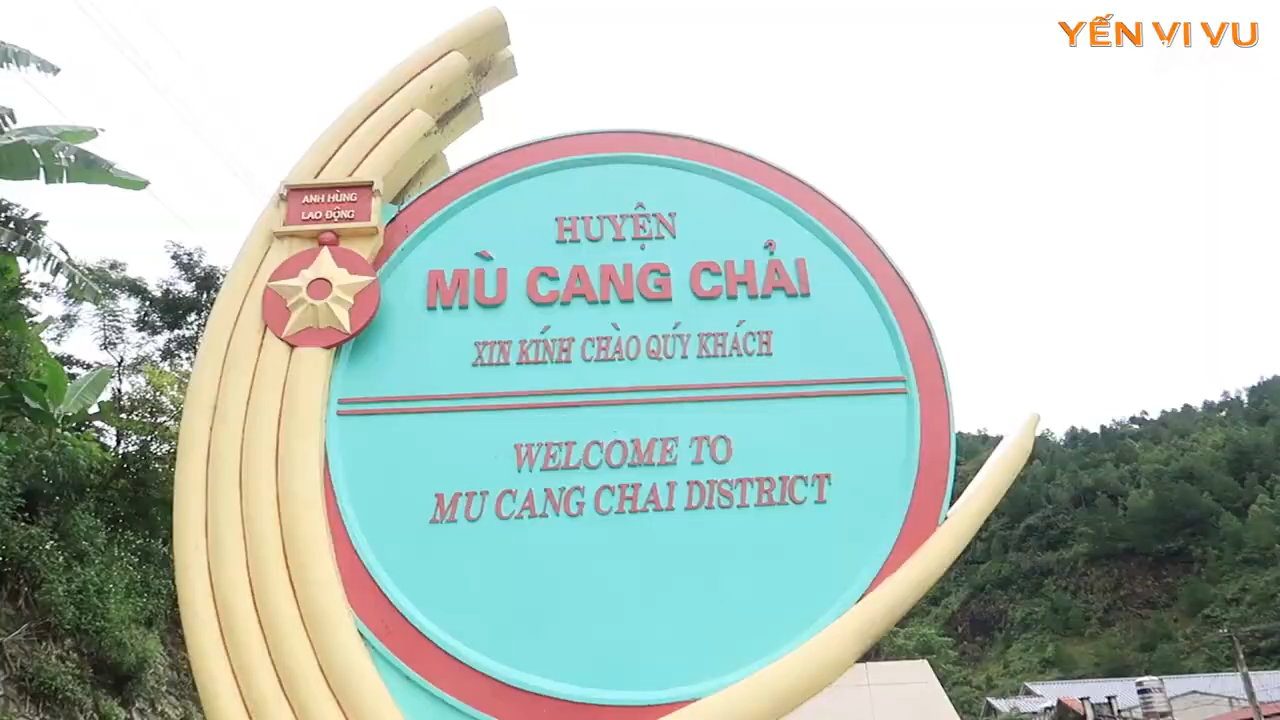 YẾN VI VU
ANH HÙNG
LAO ĐỘNG
HUYỆN
MÙ CANG CHẢI
XIN KÍNH CHÀO QÚY KHÁCH
WELCOME TO
MU CANG CHAI DISTRICT